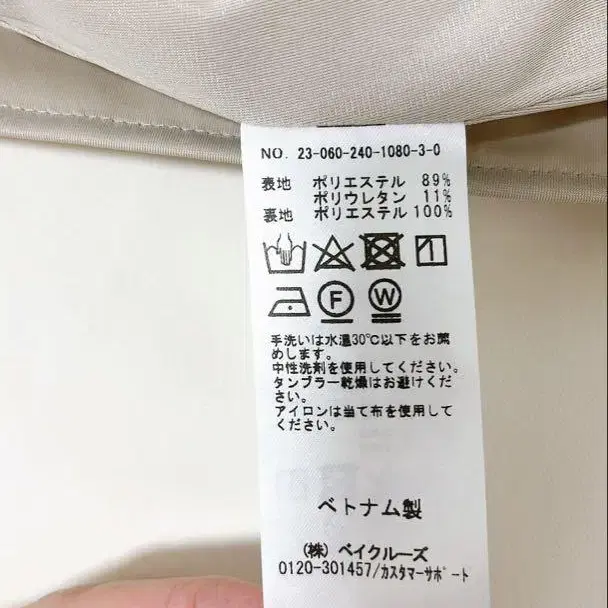 NO. 23-060-240-1080-3-0
表地 ポリエステル 89%
ポリウレタン 11%
裏地 ポリエステル 100%
F W
手洗いは水温30℃以下をお薦
めします。
中性洗剤を使用してください。
タンブラー乾燥はお避けくだ
さい。
アイロンは当て布を使用して
ください。
ベトナム製
(株) ベイクルーズ
0120-301457/カスタマーサポート